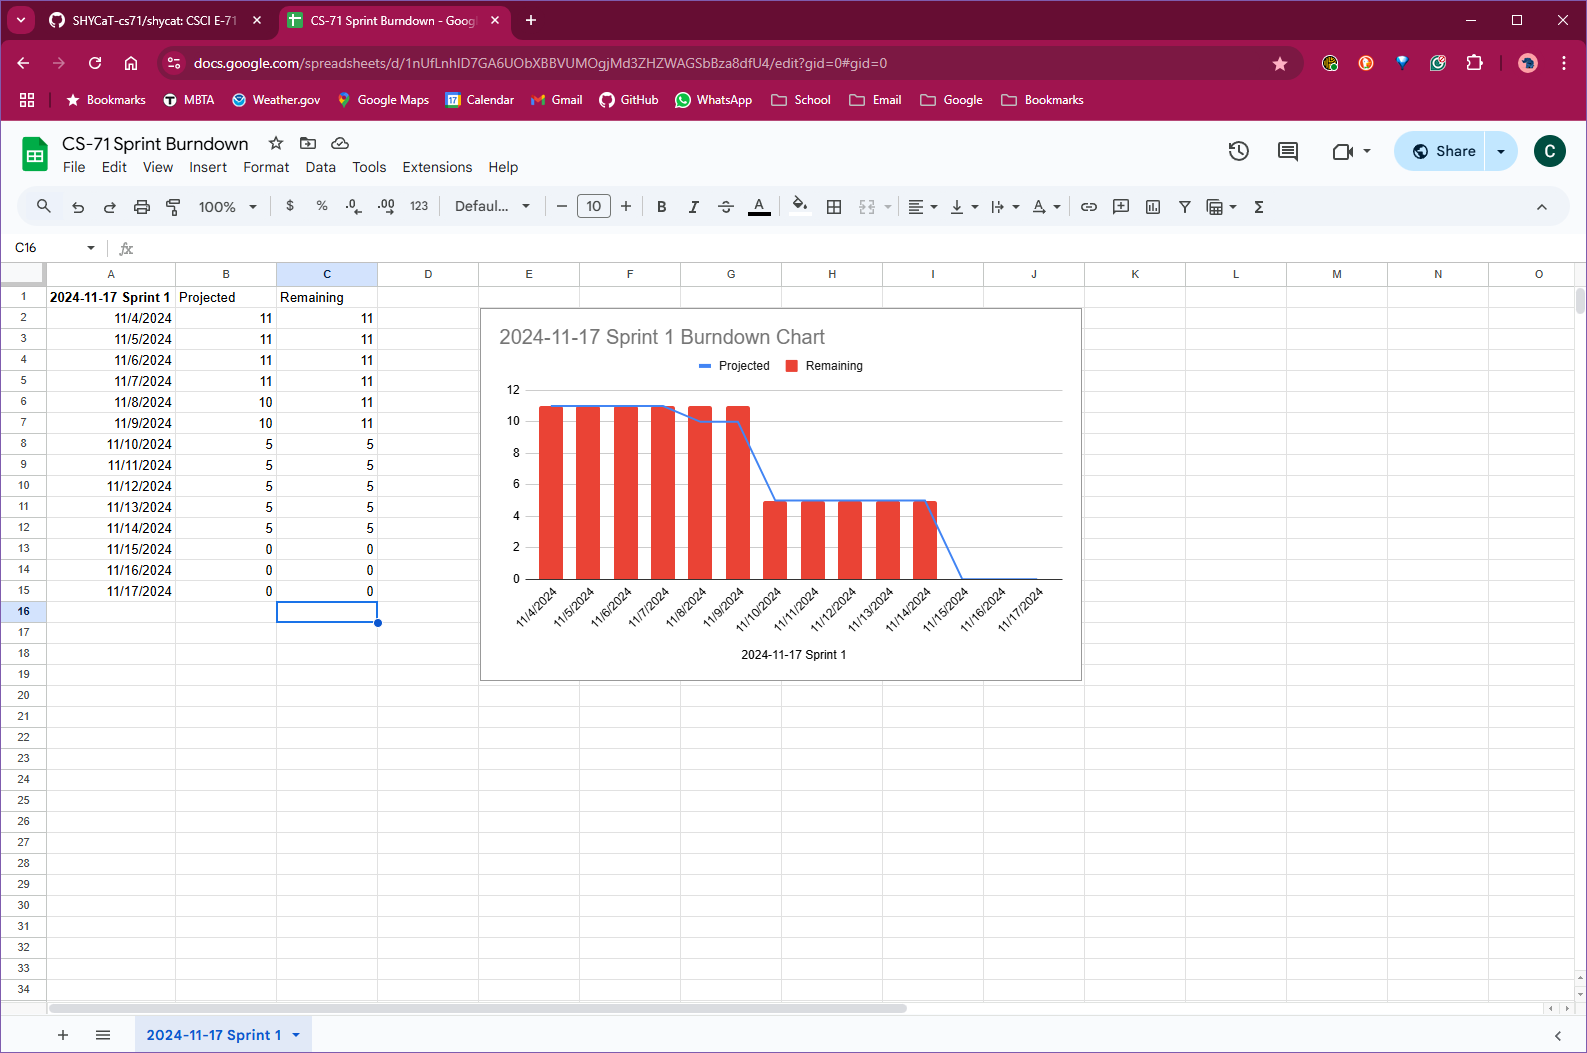 SHYCaT-cs71/shycat: CSCI E-71
CS-71 Sprint Burndown - Goog
docs.google.com/spreadsheets/d/1nUfLnhlD7GA6UObXBBVUMOgjMd3ZHZWAGSbBza8dfU4/edit?gid=0#gid=0
Bookmarks MBTA Weather.gov Google Maps Calendar Gmail GitHub WhatsApp School Email Google Bookmarks
CS-71 Sprint Burndown
File Edit View Insert Format Data Tools Extensions Help
Share
C
100% $ % .0 .00 123 Defaul... 10 B I A
C16 fx
A B C D E F G H I J K L M N O
1 2024-11-17 Sprint 1 Projected Remaining
2 11/4/2024 11 11
3 11/5/2024 11 11
4 11/6/2024 11 11
5 11/7/2024 11 11
6 11/8/2024 10 11
7 11/9/2024 10 11
8 11/10/2024 5 5
9 11/11/2024 5 5
10 11/12/2024 5 5
11 11/13/2024 5 5
12 11/14/2024 5 5
13 11/15/2024 0 0
14 11/16/2024 0 0
15 11/17/2024 0 0
16
17
18
19
20
21
22
23
24
25
26
27
28
29
30
31
32
33
34
2024-11-17 Sprint 1 Burndown Chart
Projected Remaining
12
10
8
6
4
2
0
11/4/2024 11/5/2024 11/6/2024 11/7/2024 11/8/2024 11/9/2024 11/10/2024 11/11/2024 11/12/2024 11/13/2024 11/14/2024 11/15/2024 11/16/2024 11/17/2024
2024-11-17 Sprint 1
2024-11-17 Sprint 1